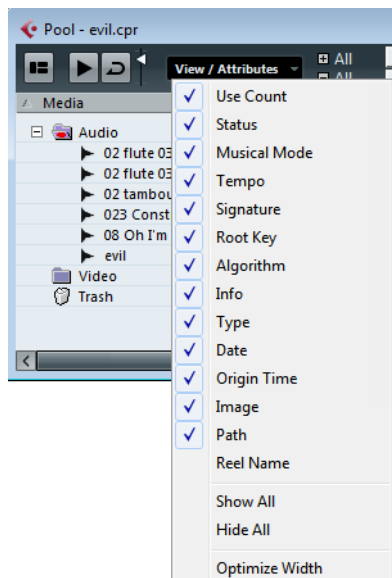 Pool - evil.cpr
View / Attributes
All
All
Media
Audio
02 flute 03
02 flute 03
02 tambou
023 Const
08 Oh I'm
evil
Video
Trash
Use Count
Status
Musical Mode
Tempo
Signature
Root Key
Algorithm
Info
Type
Date
Origin Time
Image
Path
Reel Name
Show All
Hide All
Optimize Width